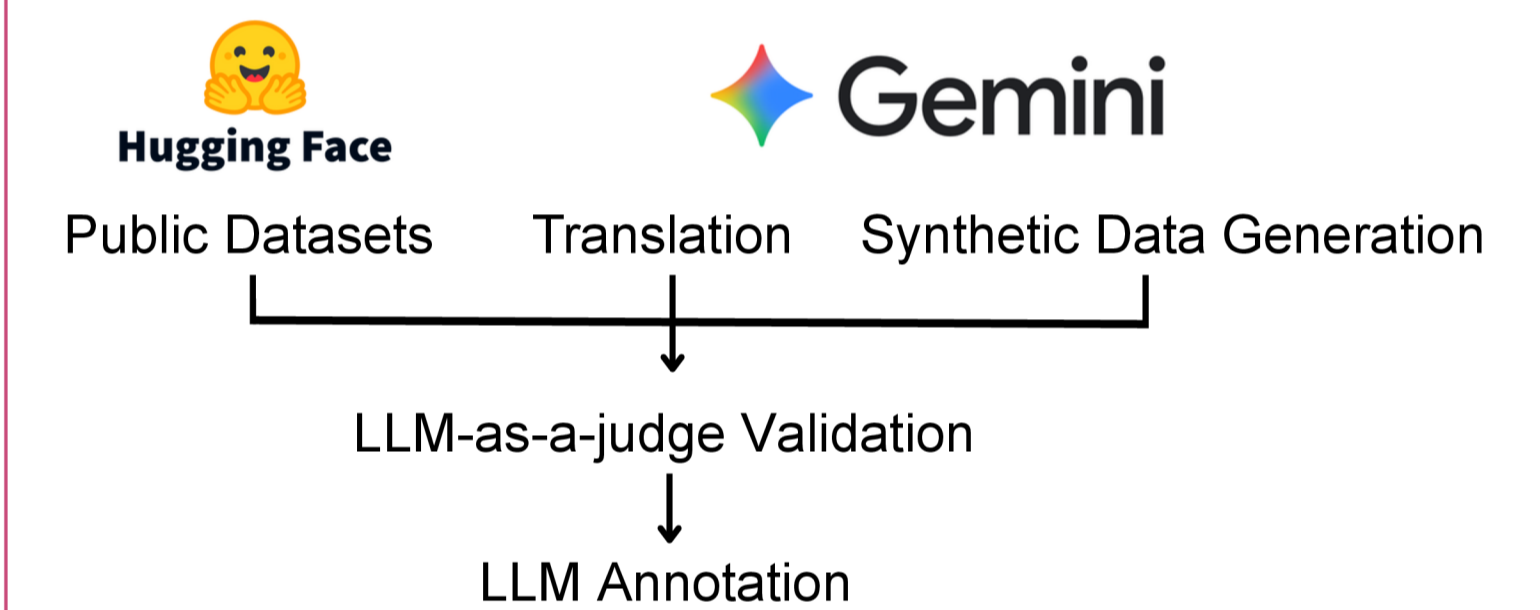 Hugging Face
Gemini
Public Datasets
Translation
Synthetic Data Generation
LLM-as-a-judge Validation
LLM Annotation